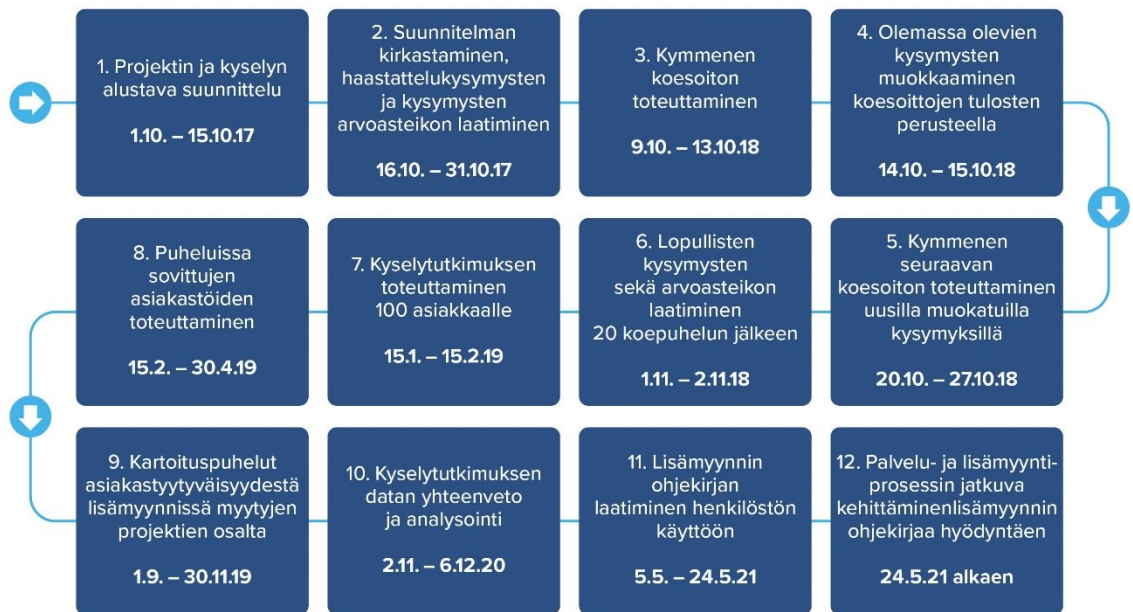 1. Projektin ja kyselyn
alustava suunnittelu
1.10. – 15.10.17
2. Suunnitelman
kirkastaminen,
haastattelukysymysten
ja kysymysten
arvoasteikon laatiminen
16.10. – 31.10.17
3. Kymmenen
koesoiton
toteuttaminen
9.10. – 13.10.18
4. Olemassa olevien
kysymysten
muokkaaminen
koesoittojen tulosten
perusteella
14.10. – 15.10.18
5. Kymmenen
seuraavan
koesoiton toteuttaminen
uusilla muokatuilla
kysymyksillä
20.10. – 27.10.18
6. Lopullisten
kysymysten
sekä arvoasteikon
laatiminen
20 koepuhelun jälkeen
1.11. – 2.11.18
7. Kyselytutkimuksen
toteuttaminen
100 asiakkaalle
15.1. – 15.2.19
8. Puheluissa
sovittujen
asiakastöiden
toteuttaminen
15.2. – 30.4.19
9. Kartoituspuhelut
asiakastyytyväisyydestä
lisämyynnissä myytyjen
projektien osalta
1.9. – 30.11.19
10. Kyselytutkimuksen
datan yhteenveto
ja analysointi
2.11. – 6.12.20
11. Lisämyynnin
ohjekirjan
laatiminen henkilöstön
käyttöön
5.5. – 24.5.21
12. Palvelu- ja lisämyynti-
prosessin jatkuva
kehittäminenlisämyynnin
ohjekirjaa hyödyntäen
24.5.21 alkaen